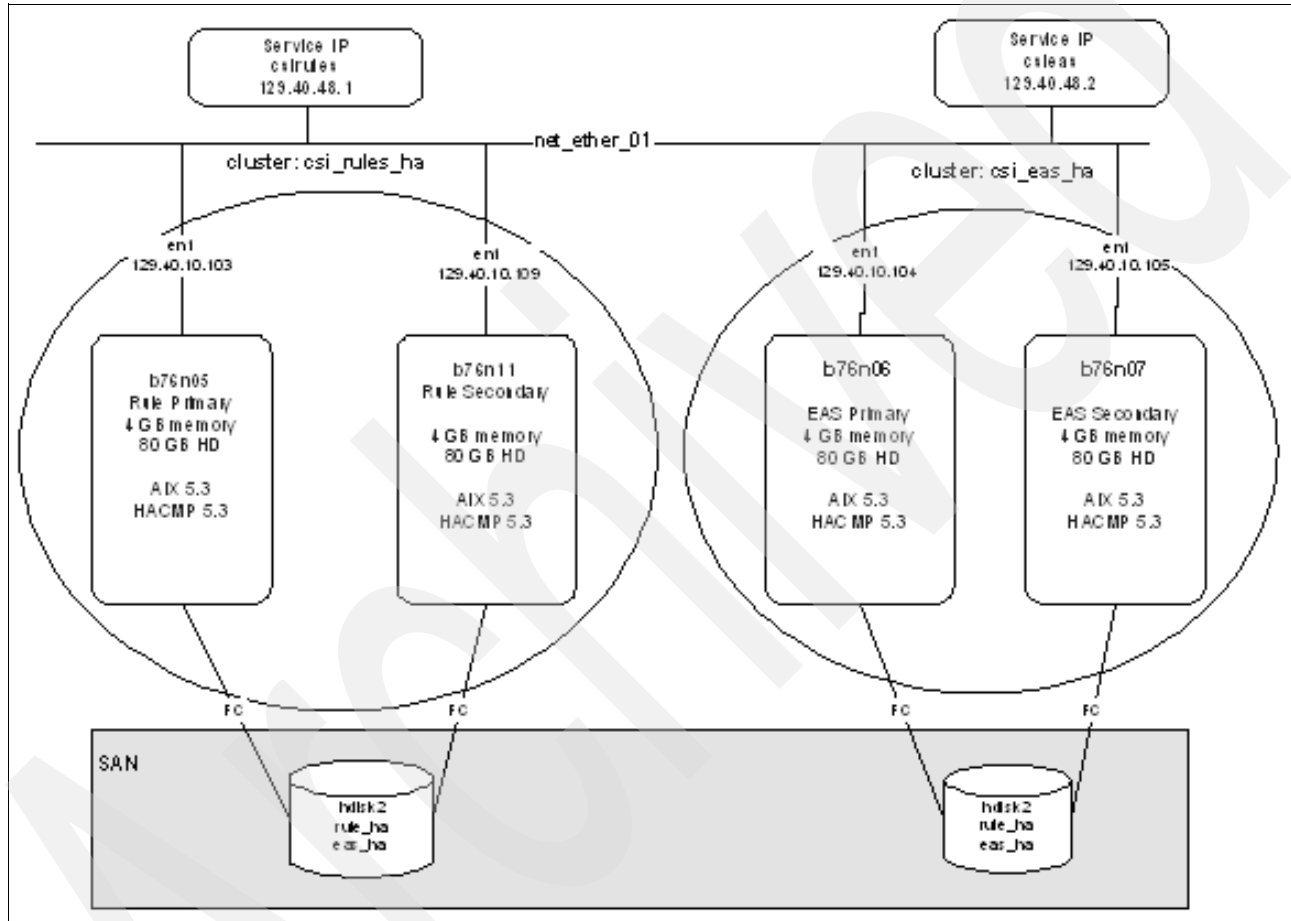 Service IP
csirules
129.40.48.1
Service IP
csieas
129.40.48.2
net_ether_01
cluster: csi_rules_ha
cluster: csi_eas_ha
en1
129.40.10.103
en1
129.40.10.109
en1
129.40.10.104
en1
129.40.10.105
b76n05
Rule Primary
4 GB memory
80 GB HD
AIX 5.3
HACMP 5.3
b76n11
Rule Secondary
4 GB memory
80 GB HD
AIX 5.3
HACMP 5.3
b76n06
EAS Primary
4 GB memory
80 GB HD
AIX 5.3
HACMP 5.3
b76n07
EAS Secondary
4 GB memory
80 GB HD
AIX 5.3
HACMP 5.3
FC
FC
FC
FC
SAN
hdisk2
rule_ha
eas_ha
hdisk2
rule_ha
eas_ha
Archived